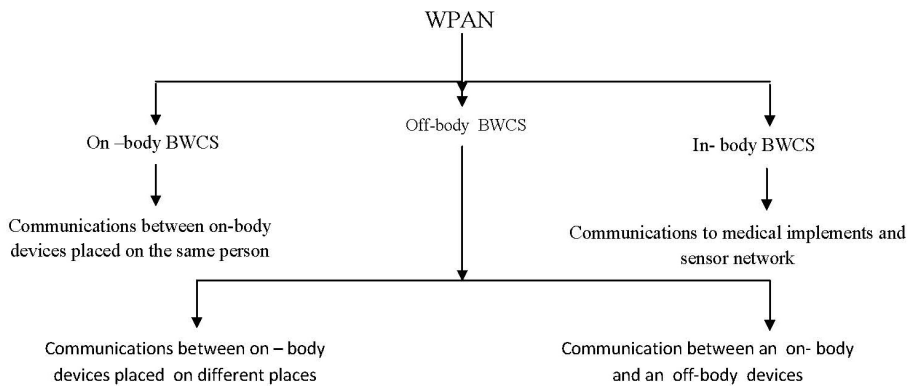 WPAN
On –body BWCS
Off-body BWCS
In- body BWCS
Communications between on-body
devices placed on the same person
Communications to medical implements and
sensor network
Communications between on – body
devices placed on different places
Communication between an on- body
and an off-body devices